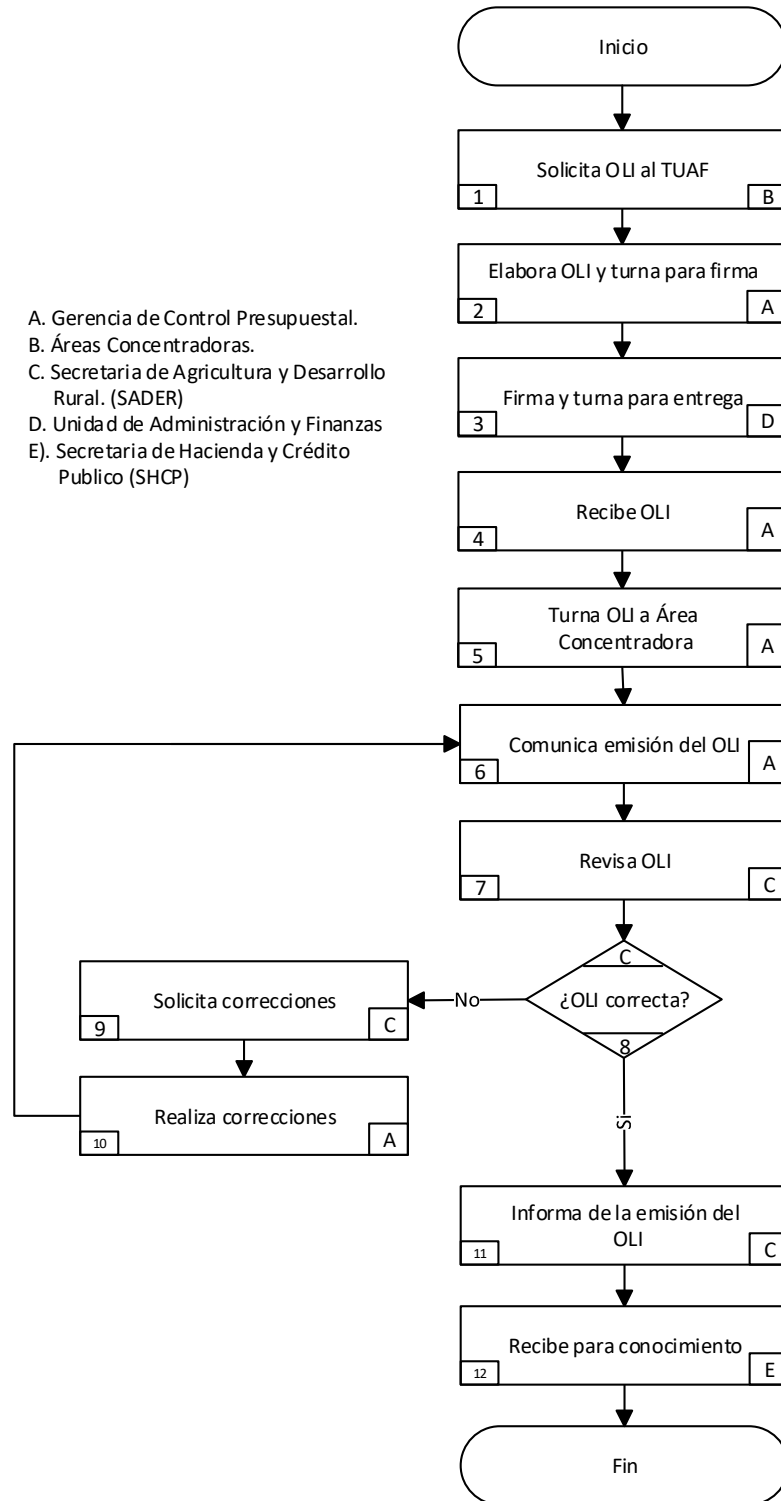 Inicio
Solicita OLI al TUAF
1
B
Elabora OLI y turna para firma
2
A
A. Gerencia de Control Presupuestal.
B. Áreas Concentradoras.
C. Secretaria de Agricultura y Desarrollo
Rural. (SADER)
D. Unidad de Administración y Finanzas
E). Secretaria de Hacienda y Crédito
Publico (SHCP)
Firma y turna para entrega
3
D
Recibe OLI
4
A
Turna OLI a Área
Concentradora
5
A
Comunica emisión del OLI
6
A
Revisa OLI
7
C
C
¿OLI correcta?
8
No
Solicita correcciones
9
C
Realiza correcciones
10
A
Si
Informa de la emisión del
OLI
11
C
Recibe para conocimiento
12
E
Fin